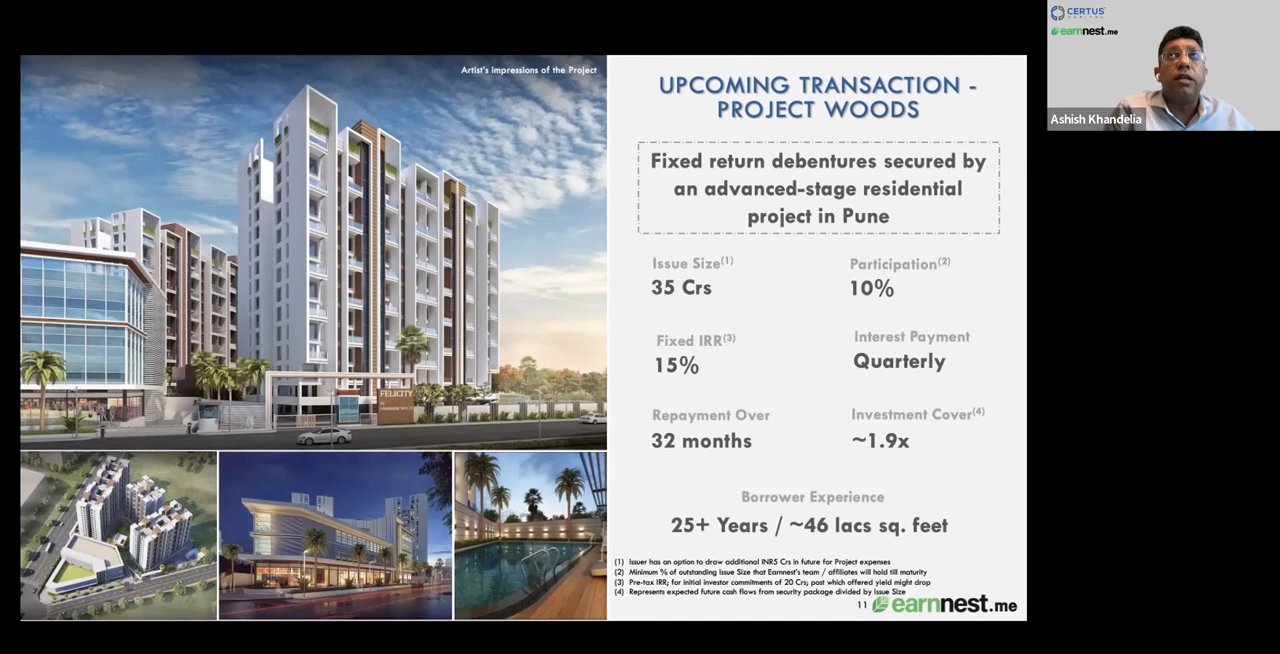 Artist's impressions of the Project
UPCOMING TRANSACTION -
PROJECT WOODS
Fixed return debentures secured by
an advanced-stage residential
project in Pune
Issue Size(1)
35 Crs
Participation(2)
10%
Fixed IRR(3)
15%
Interest Payment
Quarterly
Repayment Over
32 months
Investment Cover(4)
~1.9x
Borrower Experience
25+ Years / ~46 lacs sq. feet
(1) Issuer has an option to draw additional INR5 Crs in future for Project expenses
(2) Minimum % of outstanding Issue Size that Earnnest's team / affiliates will hold till maturity
(3) Pre-tax IRR; for initial investor commitments of 20 Crs; post which offered yield might drop
(4) Represents expected future cash flows from security package divided by Issue Size
11
earnnest.me
FELICITY
CERTUS
CAPITAL
earnnest.me
Ashish Khandelia